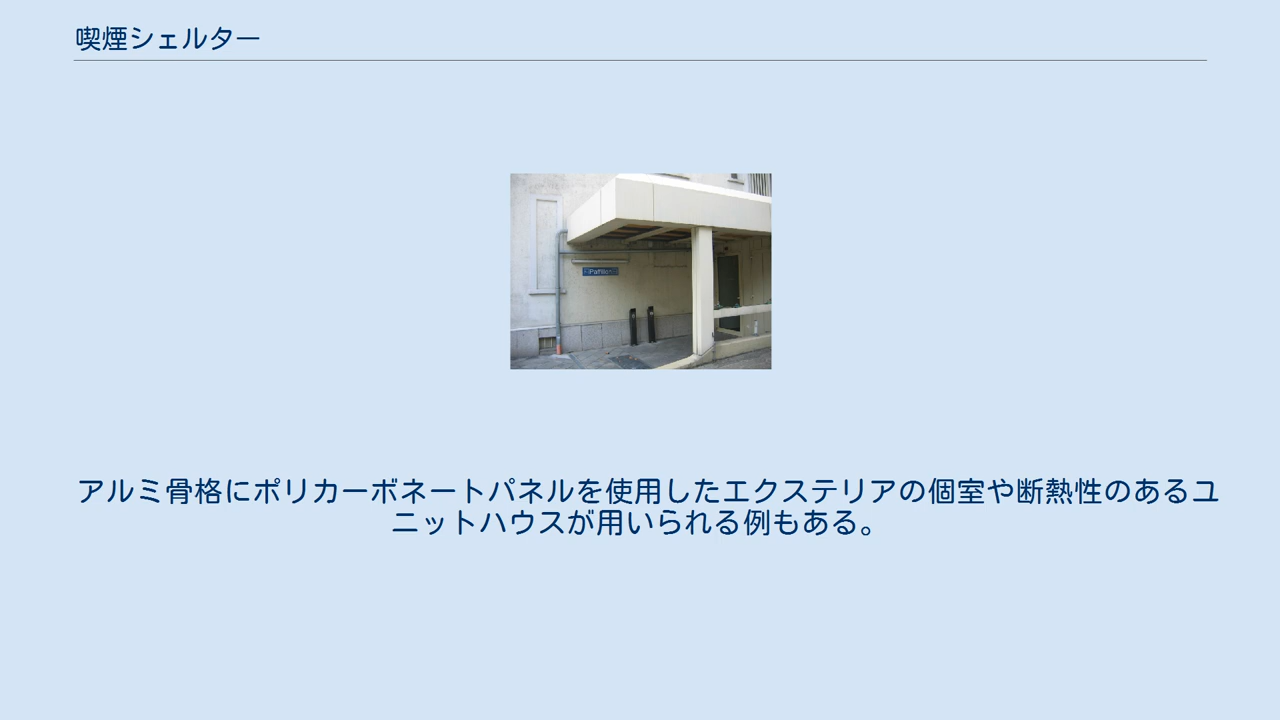 喫煙シェルター
アルミ骨格にポリカーボネートパネルを使用したエクステリアの個室や断熱性のあるユ
ニットハウスが用いられる例もある。